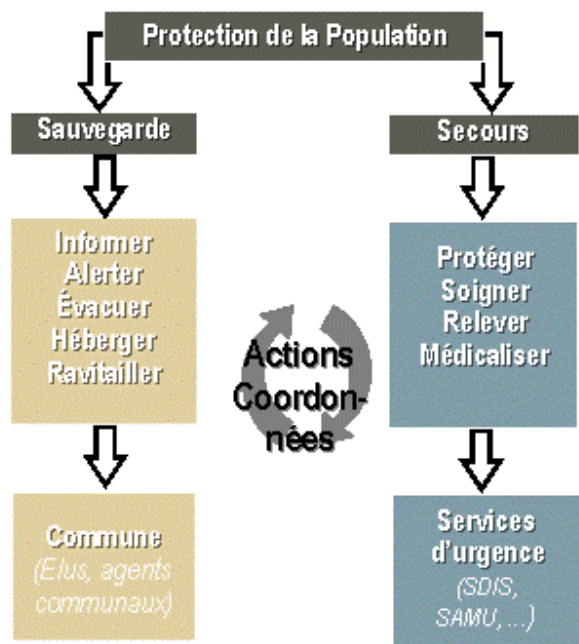 Protection de la Population
Sauvegarde
Secours
Informer
Alerter
Évacuer
Héberger
Ravitailler
Protéger
Soigner
Relever
Médicaliser
Actions
Coordon-
nées
Commune
(Elus, agents
communaux)
Services
d'urgence
(SDIS,
SAMU, ...)